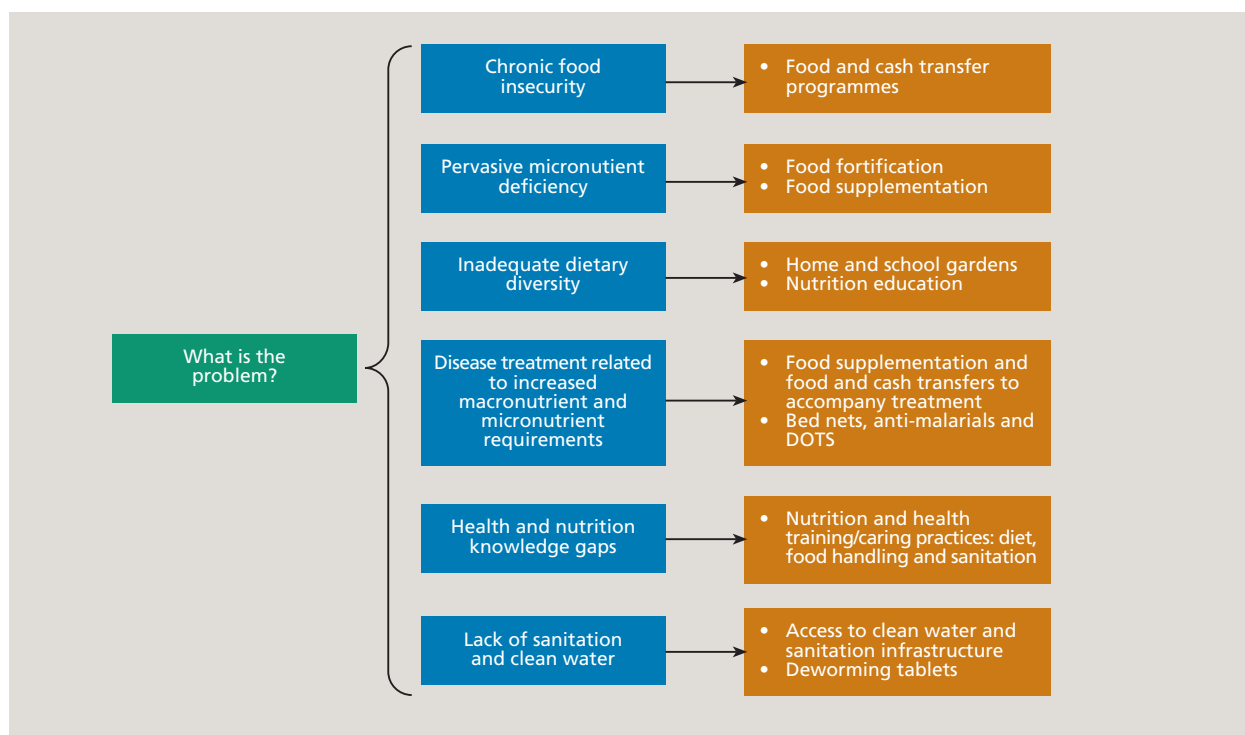 What is the
problem?
Chronic food
insecurity
• Food and cash transfer
programmes
Pervasive micronutient
deficiency
• Food fortification
• Food supplementation
Inadequate dietary
diversity
• Home and school gardens
• Nutrition education
Disease treatment related
to increased
macronutrient and
micronutrient
requirements
• Food supplementation and
food and cash transfers to
accompany treatment
• Bed nets, anti-malarials and
DOTS
Health and nutrition
knowledge gaps
• Nutrition and health
training/caring practices: diet,
food handling and sanitation
Lack of sanitation
and clean water
• Access to clean water and
sanitation infrastructure
• Deworming tablets